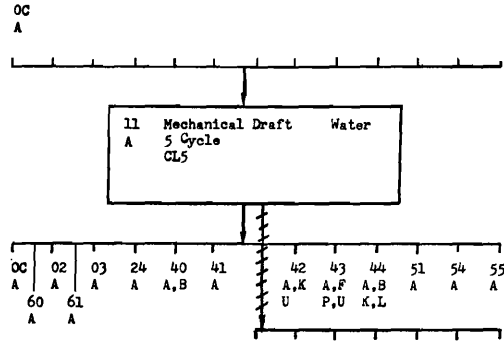 OC
A
11 Mechanical Draft Water
A 5 Cycle
CL5
OC 02 03 24 40 41 42 43 44 51 54 55
A A A A A,B A A,K A,F A,B A A A
60 61 U P,U K,L
A A